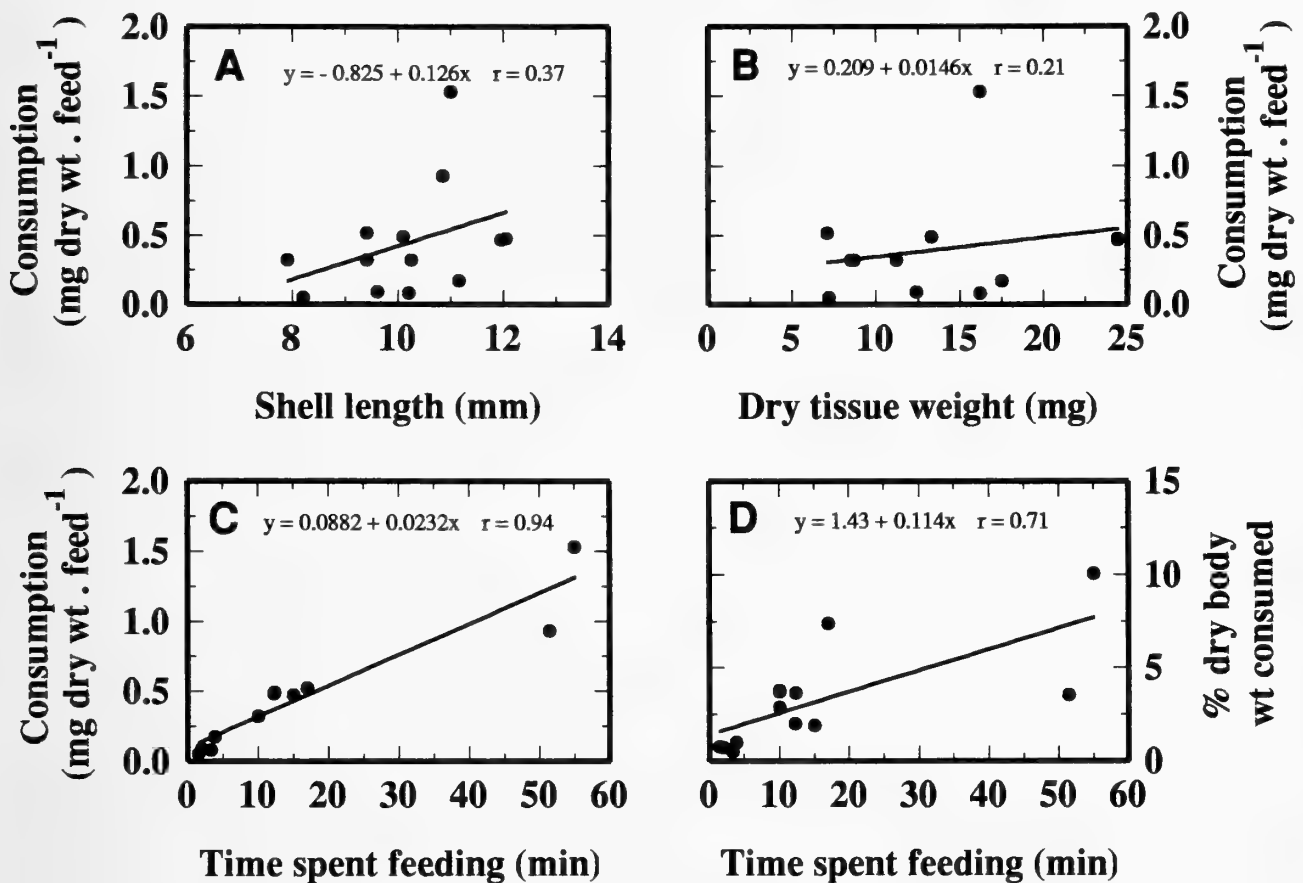 2.0
1.5
1.0
0.5
0.0
Consumption
(mg dry wt . feed-1 )
A
y = - 0.825 + 0.126x r = 0.37
6 8 10 12 14
Shell length (mm)
B
y = 0.209 + 0.0146x r = 0.21
2.0
1.5
1.0
0.5
0.0
Consumption
(mg dry wt . feed-1 )
0 5 10 15 20 25
Dry tissue weight (mg)
2.0
1.5
1.0
0.5
0.0
Consumption
(mg dry wt . feed-1 )
C
y = 0.0882 + 0.0232x r = 0.94
0 10 20 30 40 50 60
Time spent feeding (min)
D
y = 1.43 + 0.114x r = 0.71
15
10
5
0
% dry body
wt consumed
0 10 20 30 40 50 60
Time spent feeding (min)